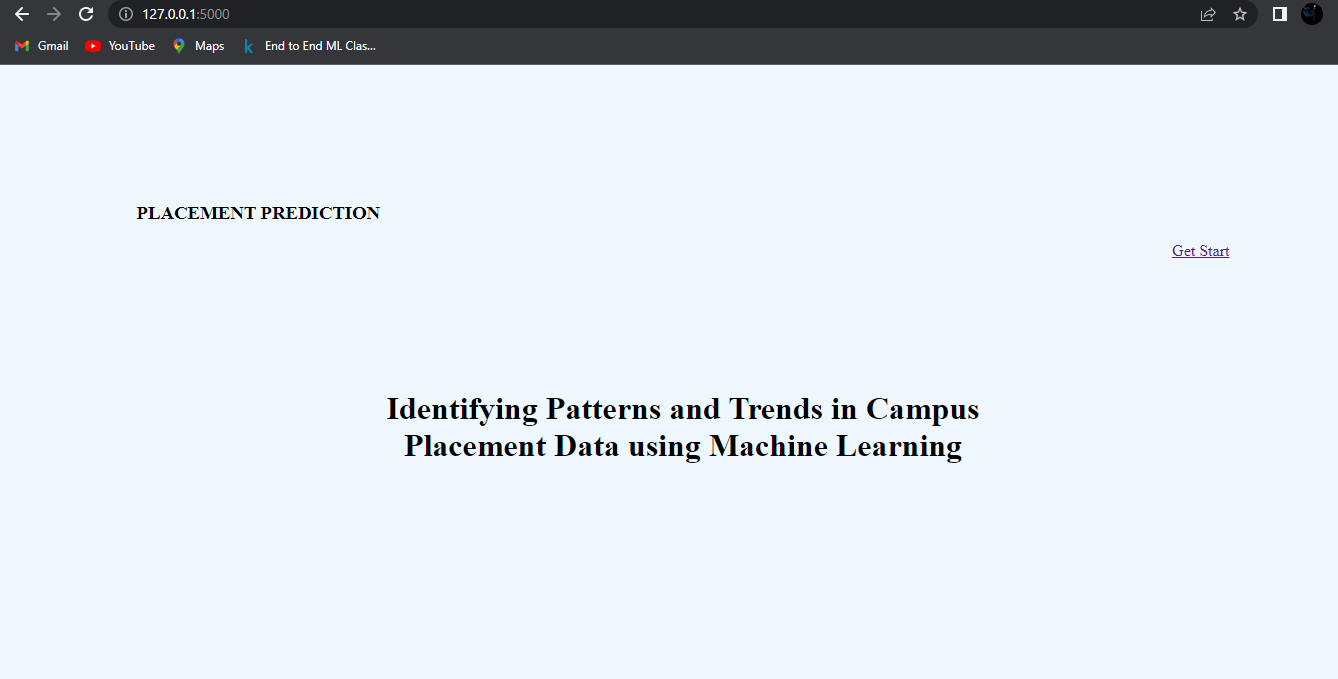 127.0.0.1:5000
Gmail YouTube Maps k End to End ML Clas...
PLACEMENT PREDICTION
Get Start
Identifying Patterns and Trends in Campus
Placement Data using Machine Learning